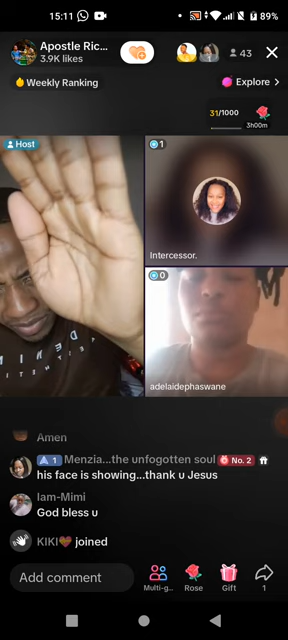 15:11
89%
Apostle Ric...
3.9K likes
43
Weekly Ranking
Explore >
31/1000
3h00m
Host
1
Intercessor.
0
adelaidephaswane
Amen
1 Menzia...the unfogotten soul No. 2
his face is showing...thank u Jesus
Iam-Mimi
God bless u
KIKI joined
Add comment
Multi-g...
Rose
Gift
1